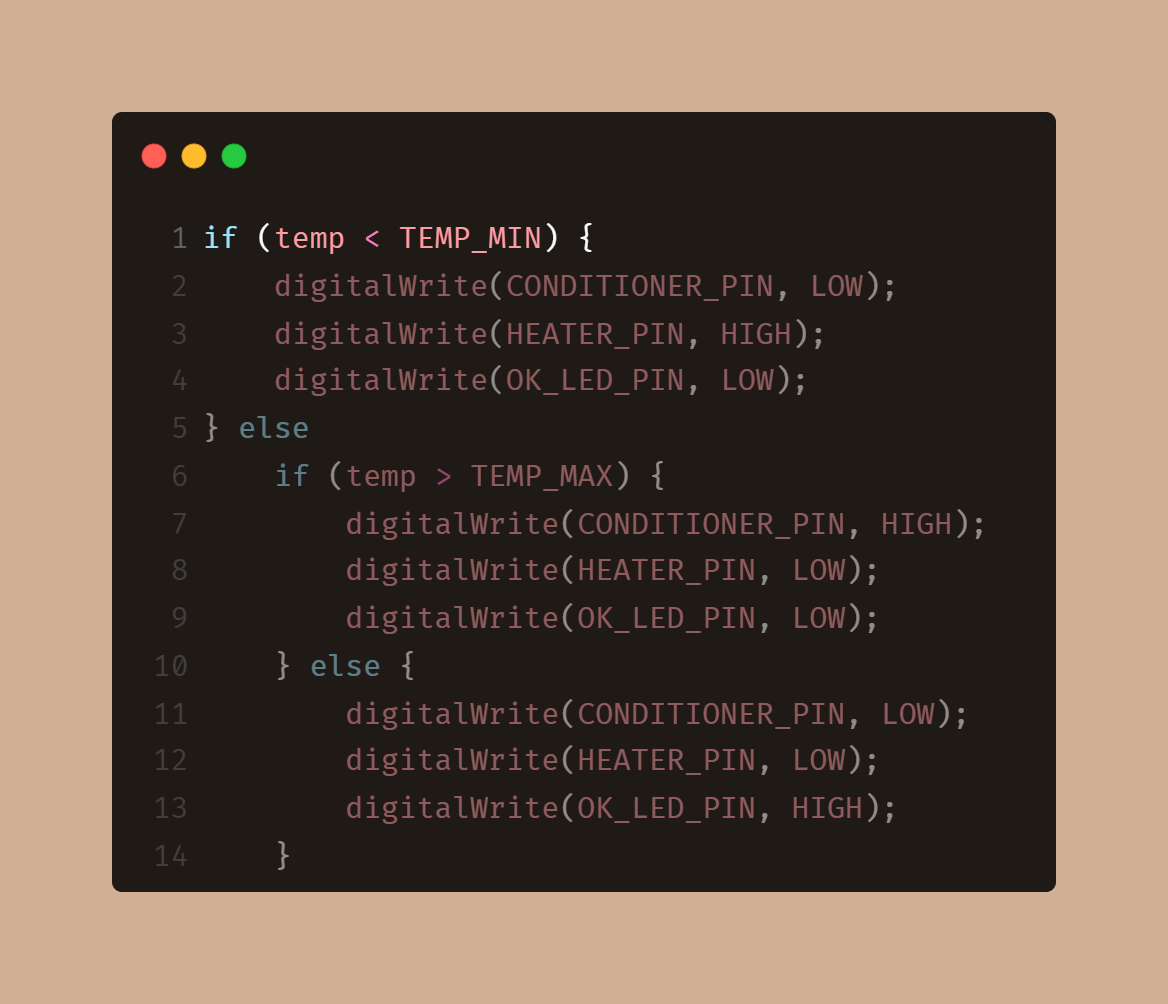 1 if (temp < TEMP_MIN) {
2     digitalWrite(CONDITIONER_PIN, LOW);
3     digitalWrite(HEATER_PIN, HIGH);
4     digitalWrite(OK_LED_PIN, LOW);
5 } else
6     if (temp > TEMP_MAX) {
7         digitalWrite(CONDITIONER_PIN, HIGH);
8         digitalWrite(HEATER_PIN, LOW);
9         digitalWrite(OK_LED_PIN, LOW);
10     } else {
11         digitalWrite(CONDITIONER_PIN, LOW);
12         digitalWrite(HEATER_PIN, LOW);
13         digitalWrite(OK_LED_PIN, HIGH);
14     }